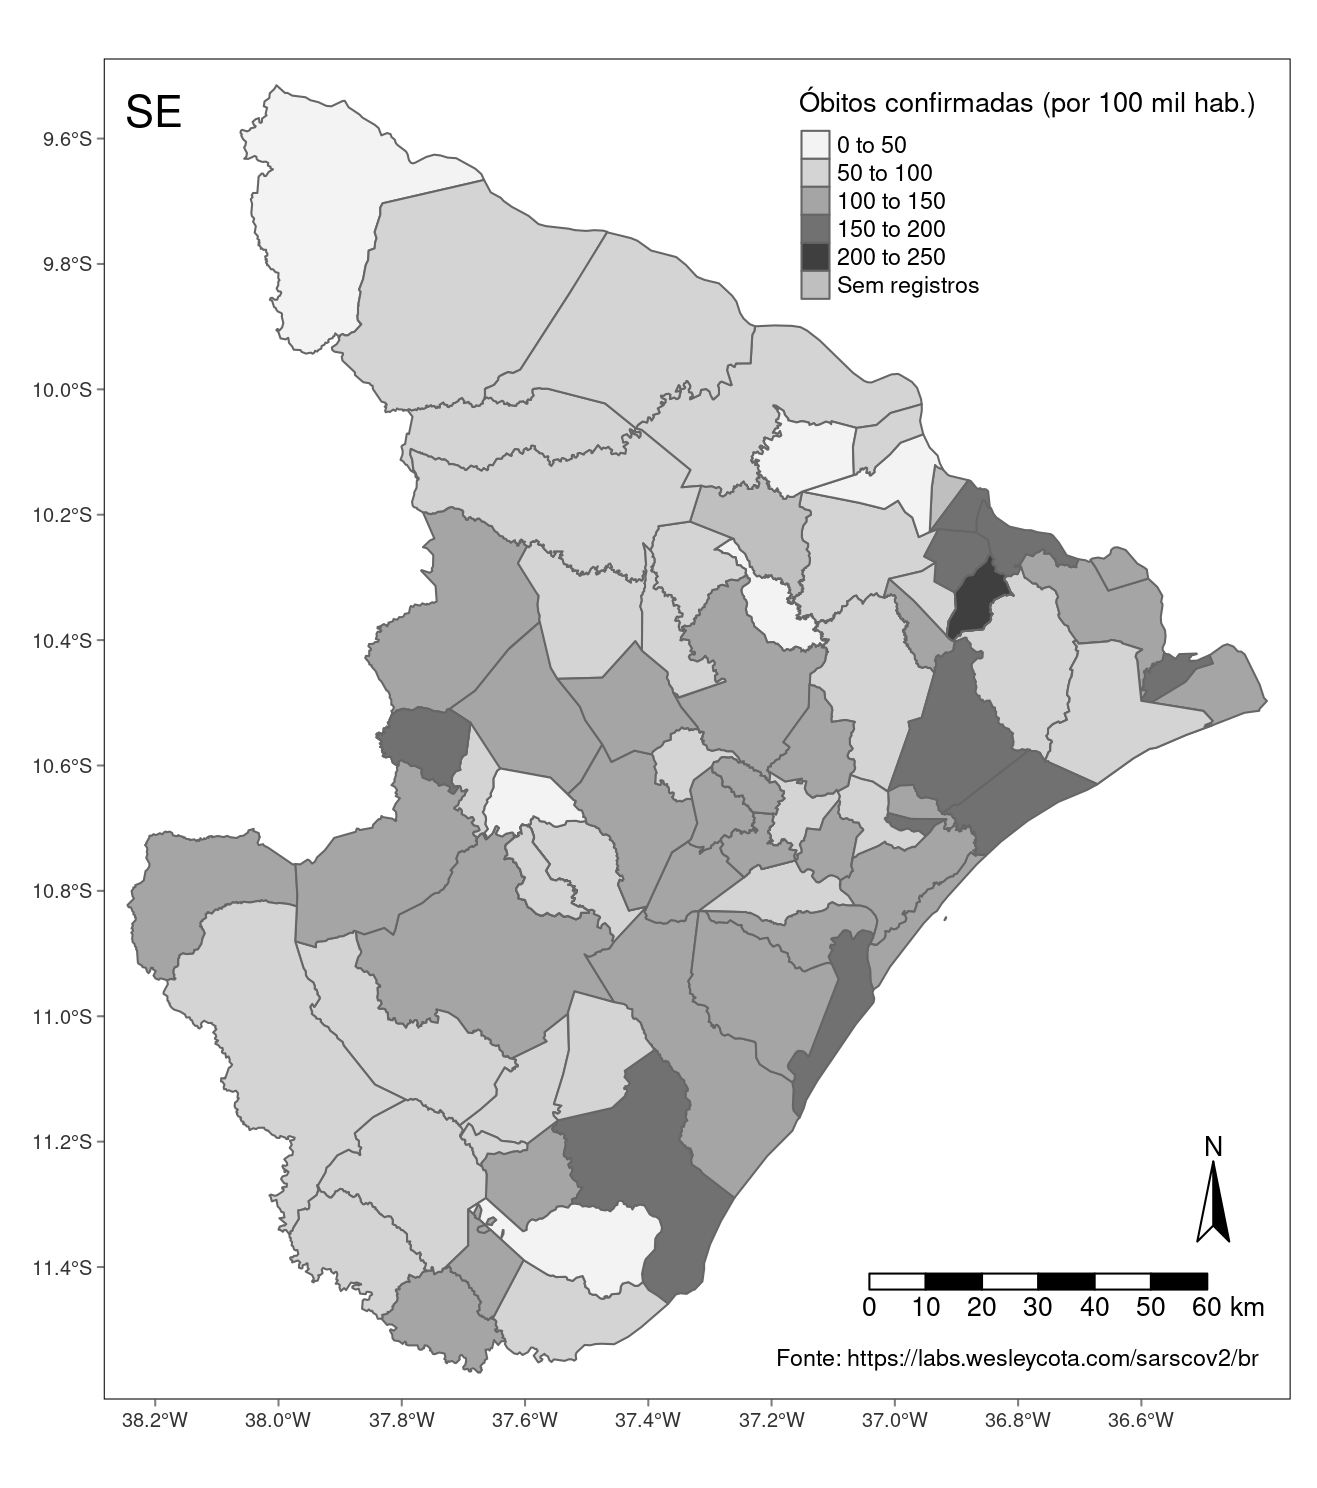 SE
Óbitos confirmadas (por 100 mil hab.)
0 to 50
50 to 100
100 to 150
150 to 200
200 to 250
Sem registros
9.6°S
9.8°S
10.0°S
10.2°S
10.4°S
10.6°S
10.8°S
11.0°S
11.2°S
11.4°S
N
0 10 20 30 40 50 60 km
Fonte: https://labs.wesleycota.com/sarscov2/br
38.2°W 38.0°W 37.8°W 37.6°W 37.4°W 37.2°W 37.0°W 36.8°W 36.6°W